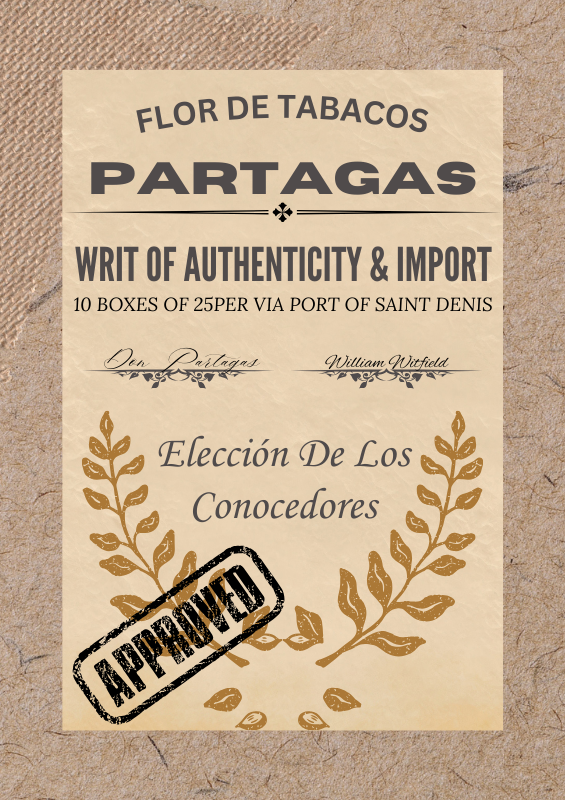 FLOR DE TABACOS
PARTAGAS
WRIT OF AUTHENTICITY & IMPORT
10 BOXES OF 25PER VIA PORT OF SAINT DENIS
Don Partagas
William Witfield
Elección De Los
Conocedores
APPROVED